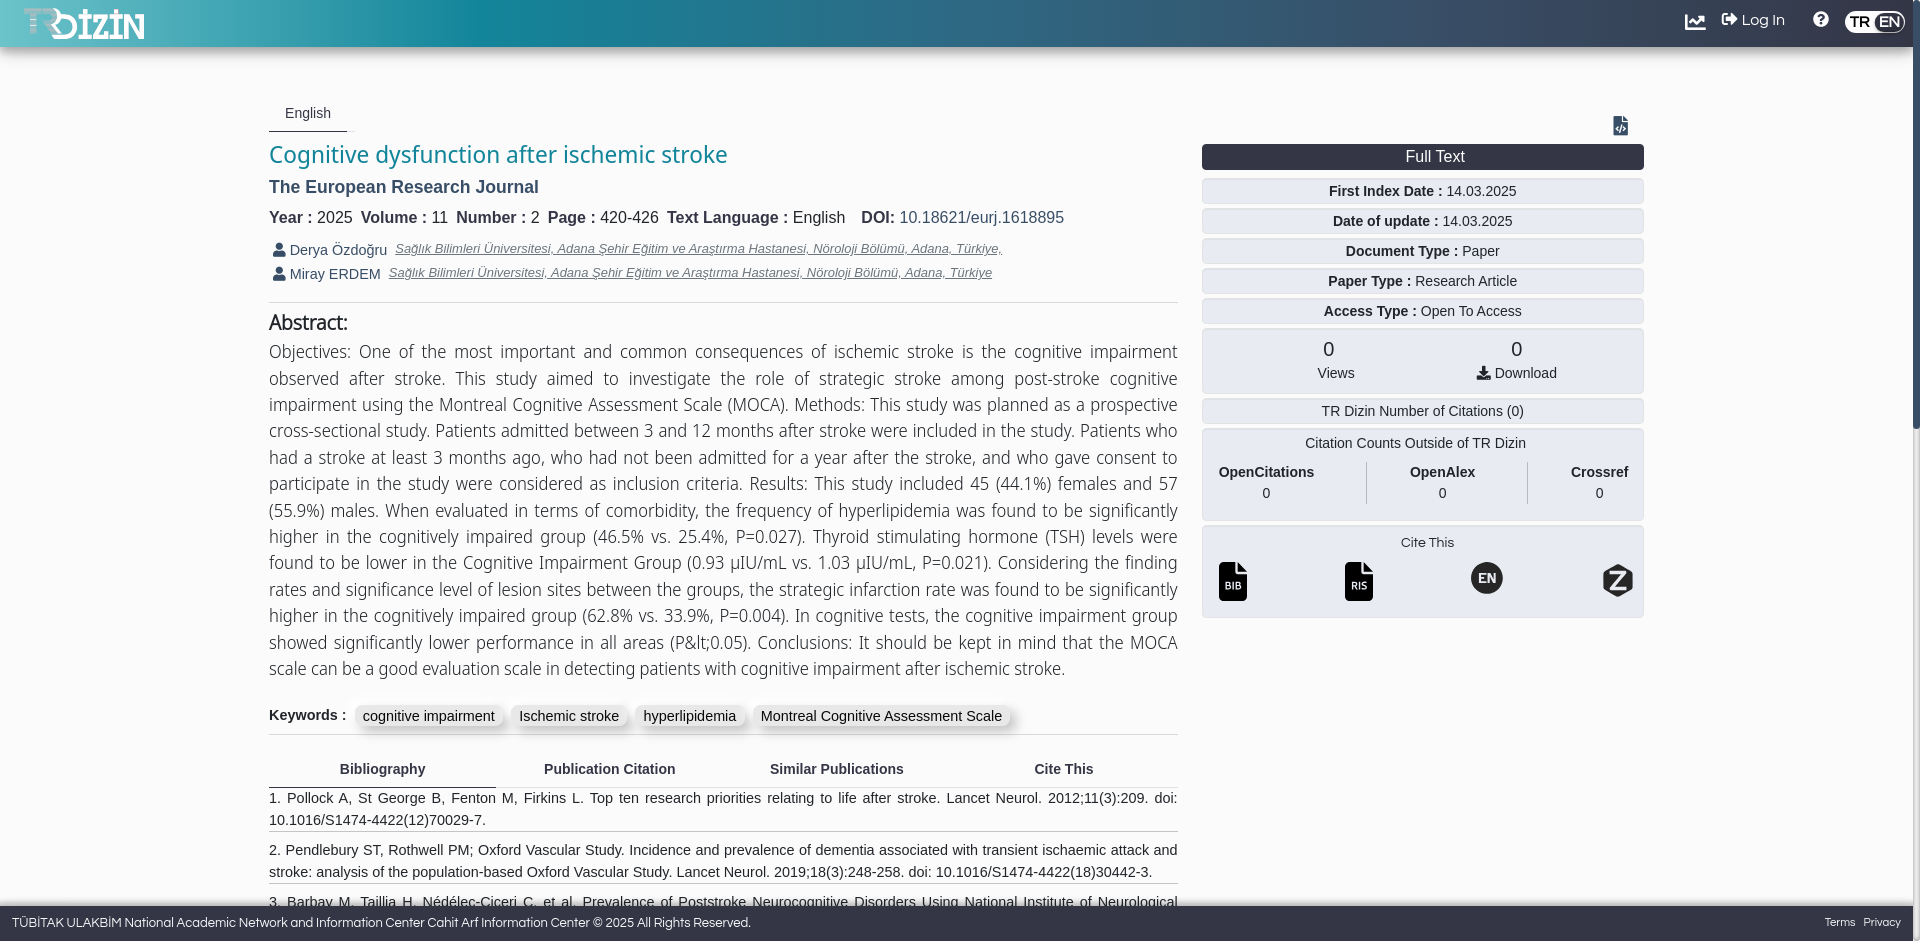 TRDİZİN
Log In
TR EN
English
Cognitive dysfunction after ischemic stroke
The European Research Journal
Year : 2025 Volume : 11 Number : 2 Page : 420-426 Text Language : English DOI: 10.18621/eurj.1618895
Derya Özdoğru Sağlık Bilimleri Üniversitesi, Adana Şehir Eğitim ve Araştırma Hastanesi, Nöroloji Bölümü, Adana, Türkiye,
Miray ERDEM Sağlık Bilimleri Üniversitesi, Adana Şehir Eğitim ve Araştırma Hastanesi, Nöroloji Bölümü, Adana, Türkiye
Abstract:
Objectives: One of the most important and common consequences of ischemic stroke is the cognitive impairment
observed after stroke. This study aimed to investigate the role of strategic stroke among post-stroke cognitive
impairment using the Montreal Cognitive Assessment Scale (MOCA). Methods: This study was planned as a prospective
cross-sectional study. Patients admitted between 3 and 12 months after stroke were included in the study. Patients who
had a stroke at least 3 months ago, who had not been admitted for a year after the stroke, and who gave consent to
participate in the study were considered as inclusion criteria. Results: This study included 45 (44.1%) females and 57
(55.9%) males. When evaluated in terms of comorbidity, the frequency of hyperlipidemia was found to be significantly
higher in the cognitively impaired group (46.5% vs. 25.4%, P=0.027). Thyroid stimulating hormone (TSH) levels were
found to be lower in the Cognitive Impairment Group (0.93 µIU/mL vs. 1.03 µIU/mL, P=0.021). Considering the finding
rates and significance level of lesion sites between the groups, the strategic infarction rate was found to be significantly
higher in the cognitively impaired group (62.8% vs. 33.9%, P=0.004). In cognitive tests, the cognitive impairment group
showed significantly lower performance in all areas (P&lt;0.05). Conclusions: It should be kept in mind that the MOCA
scale can be a good evaluation scale in detecting patients with cognitive impairment after ischemic stroke.
Keywords : cognitive impairment Ischemic stroke hyperlipidemia Montreal Cognitive Assessment Scale
Bibliography Publication Citation Similar Publications Cite This
1. Pollock A, St George B, Fenton M, Firkins L. Top ten research priorities relating to life after stroke. Lancet Neurol. 2012;11(3):209. doi:
10.1016/S1474-4422(12)70029-7.
2. Pendlebury ST, Rothwell PM; Oxford Vascular Study. Incidence and prevalence of dementia associated with transient ischaemic attack and
stroke: analysis of the population-based Oxford Vascular Study. Lancet Neurol. 2019;18(3):248-258. doi: 10.1016/S1474-4422(18)30442-3.
3. Barbay M, Taillia H, Nédélec-Ciceri C, et al. Prevalence of Poststroke Neurocognitive Disorders Using National Institute of Neurological
Full Text
First Index Date : 14.03.2025
Date of update : 14.03.2025
Document Type : Paper
Paper Type : Research Article
Access Type : Open To Access
0 0
Views Download
TR Dizin Number of Citations (0)
Citation Counts Outside of TR Dizin
OpenCitations OpenAlex Crossref
0 0 0
Cite This
BIB RIS EN Z
TÜBİTAK ULAKBİM National Academic Network and Information Center Cahit Arf Information Center © 2025 All Rights Reserved.
Terms Privacy